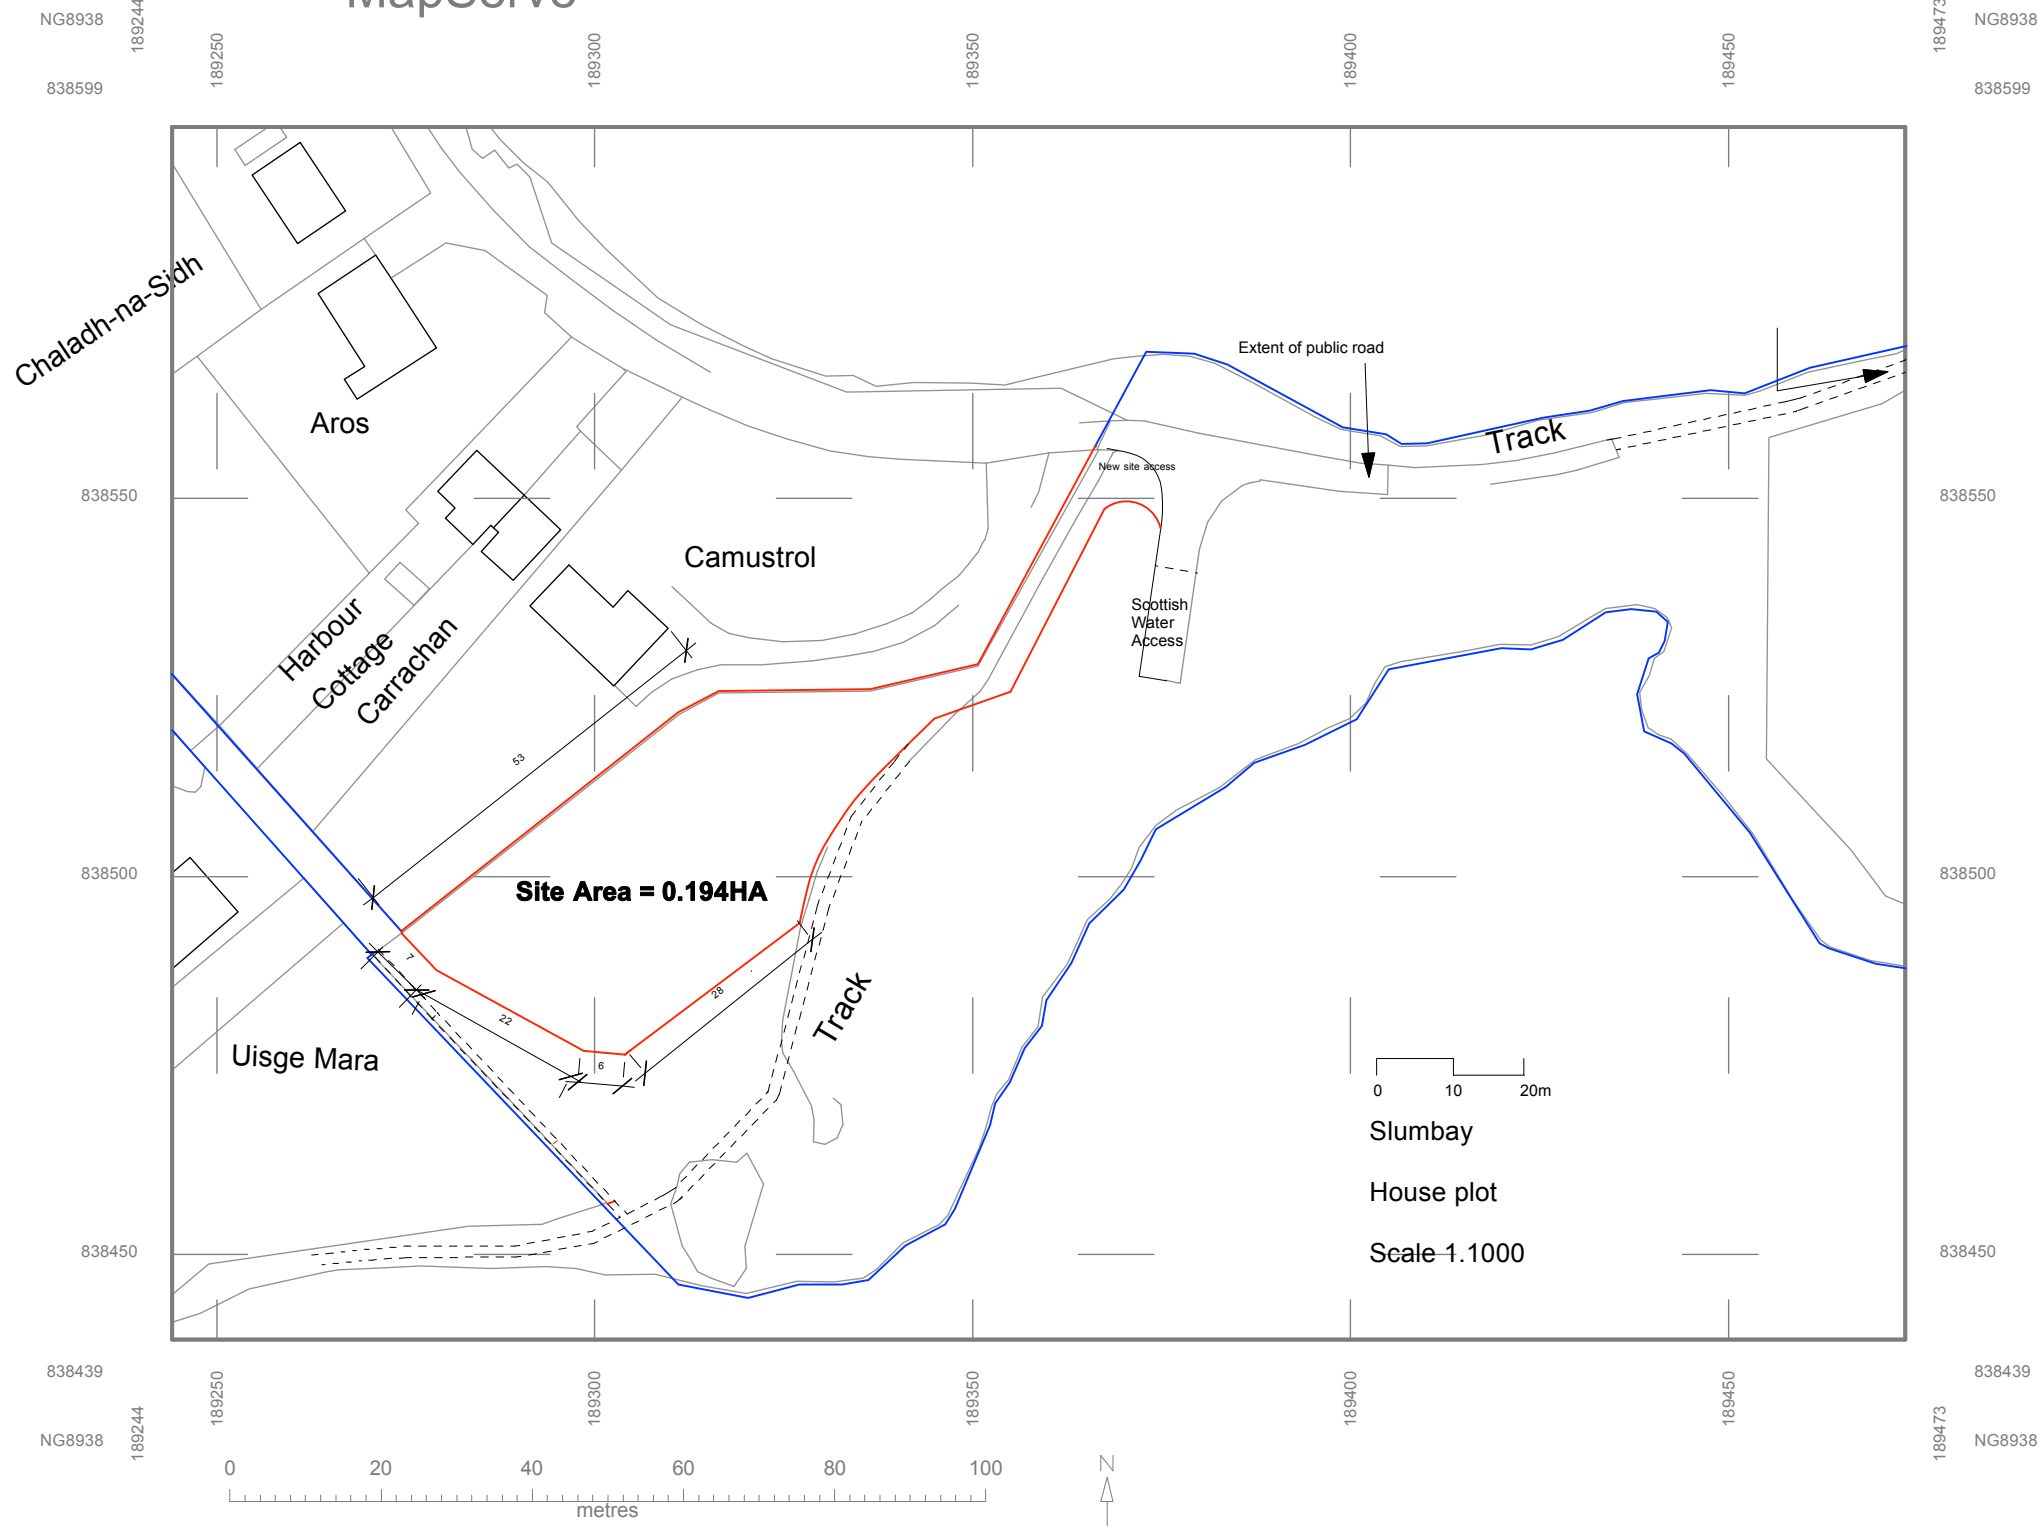 MapServe
NG8938
189244
189473
NG8938
189250
189300
189350
189400
189450
838599
838599
Chaladh-na-Sidh
Extent of public road
Aros
Track
New site access
838550
838550
Camustrol
Harbour
Cottage
Carrachan
Scottish
Water
Access
53
838500
838500
Site Area = 0.194HA
7
28
22
Track
6
Uisge Mara
0 10 20m
Slumbay
House plot
838450
838450
Scale 1.1000
838439
838439
189250
189300
189350
189400
189450
NG8938
189244
189473
NG8938
0 20 40 60 80 100
metres
N